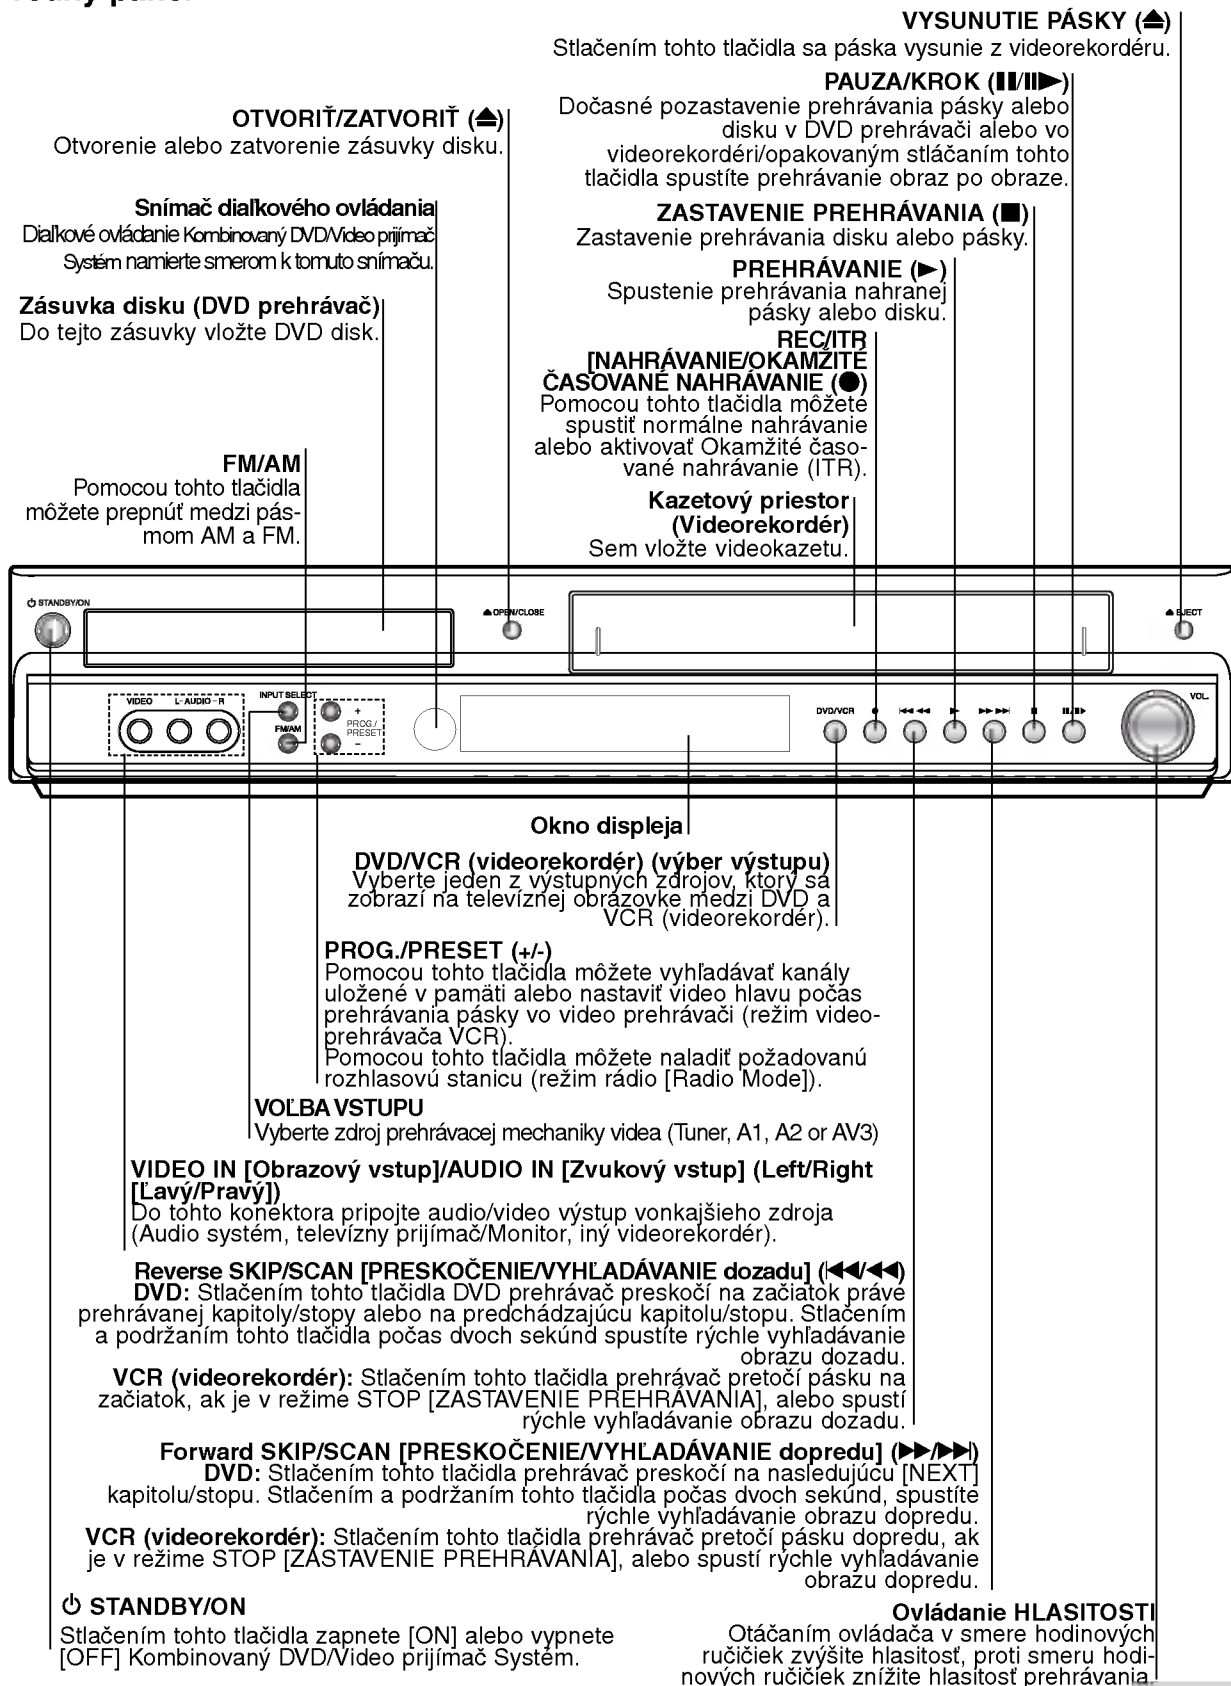 VYSUNUTIE PÁSKY (⏏)
Stlačením tohto tlačidla sa páska vysunie z videorekordéru.
PAUZA/KROK (❚❚/❚❚▶)
Dočasné pozastavenie prehrávania pásky alebo
disku v DVD prehrávači alebo vo
videorekordéri/opakovaným stláčaním tohto
tlačidla spustíte prehrávanie obraz po obraze.
OTVORIŤ/ZATVORIŤ (⏏)
Otvorenie alebo zatvorenie zásuvky disku.
Snímač diaľkového ovládania
Diaľkové ovládanie Kombinovaný DVD/Video prijímač
Systém namierte smerom k tomuto snímaču.
ZASTAVENIE PREHRÁVANIA (■)
Zastavenie prehrávania disku alebo pásky.
PREHRÁVANIE (►)
Spustenie prehrávania nahranej
pásky alebo disku.
Zásuvka disku (DVD prehrávač)
Do tejto zásuvky vložte DVD disk.
REC/ITR
[NAHRÁVANIE/OKAMŽITÉ
ČASOVANÉ NAHRÁVANIE (●)
Pomocou tohto tlačidla môžete
spustiť normálne nahrávanie
alebo aktivovať Okamžité časo-
vané nahrávanie (ITR).
FM/AM
Pomocou tohto tlačidla
môžete prepnúť medzi pás-
mom AM a FM.
Kazetový priestor
(Videorekordér)
Sem vložte videokazetu.
⏻ STANDBY/ON
⏏ OPEN/CLOSE
⏏ EJECT
VIDEO L - AUDIO - R
INPUT SELECT
FM/AM
+
PROG./
PRESET
–
DVD/VCR ● |◀◀ ◀◀ ▶ ▶▶ ▶▶| ■ ❚❚/❚❚▶
VOL.
Okno displeja
DVD/VCR (videorekordér) (výber výstupu)
Vyberte jeden z výstupných zdrojov, ktorý sa
zobrazí na televíznej obrazovke medzi DVD a
VCR (videorekordér).
PROG./PRESET (+/-)
Pomocou tohto tlačidla môžete vyhľadávať kanály
uložené v pamäti alebo nastaviť video hlavu počas
prehrávania pásky vo video prehrávači (režim video-
prehrávača VCR).
Pomocou tohto tlačidla môžete naladiť požadovanú
rozhlasovú stanicu (režim rádio [Radio Mode]).
VOĽBA VSTUPU
Vyberte zdroj prehrávacej mechaniky videa (Tuner, A1, A2 or AV3)
VIDEO IN [Obrazový vstup]/AUDIO IN [Zvukový vstup] (Left/Right
[Ľavý/Pravý])
Do tohto konektora pripojte audio/video výstup vonkajšieho zdroja
(Audio systém, televízny prijímač/Monitor, iný videorekordér).
Reverse SKIP/SCAN [PRESKOČENIE/VYHĽADÁVANIE dozadu] (|◀◀/◀◀)
DVD: Stlačením tohto tlačidla DVD prehrávač preskočí na začiatok práve
prehrávanej kapitoly/stopy alebo na predchádzajúcu kapitolu/stopu. Stlačením
a podržaním tohto tlačidla počas dvoch sekúnd spustíte rýchle vyhľadávanie
obrazu dozadu.
VCR (videorekordér): Stlačením tohto tlačidla prehrávač pretočí pásku na
začiatok, ak je v režime STOP [ZASTAVENIE PREHRÁVANIA], alebo spustí
rýchle vyhľadávanie obrazu dozadu.
Forward SKIP/SCAN [PRESKOČENIE/VYHĽADÁVANIE dopredu] (▶▶/▶▶|)
DVD: Stlačením tohto tlačidla prehrávač preskočí na nasledujúcu [NEXT]
kapitolu/stopu. Stlačením a podržaním tohto tlačidla počas dvoch sekúnd, spustíte
rýchle vyhľadávanie obrazu dopredu.
VCR (videorekordér): Stlačením tohto tlačidla prehrávač pretočí pásku dopredu, ak
je v režime STOP [ZASTAVENIE PREHRÁVANIA], alebo spustí rýchle vyhľadávanie
obrazu dopredu.
⏻ STANDBY/ON
Stlačením tohto tlačidla zapnete [ON] alebo vypnete
[OFF] Kombinovaný DVD/Video prijímač Systém.
Ovládanie HLASITOSTI
Otáčaním ovládača v smere hodinových
ručičiek zvýšite hlasitosť, proti smeru hodi-
nových ručičiek znížite hlasitosť prehrávania.